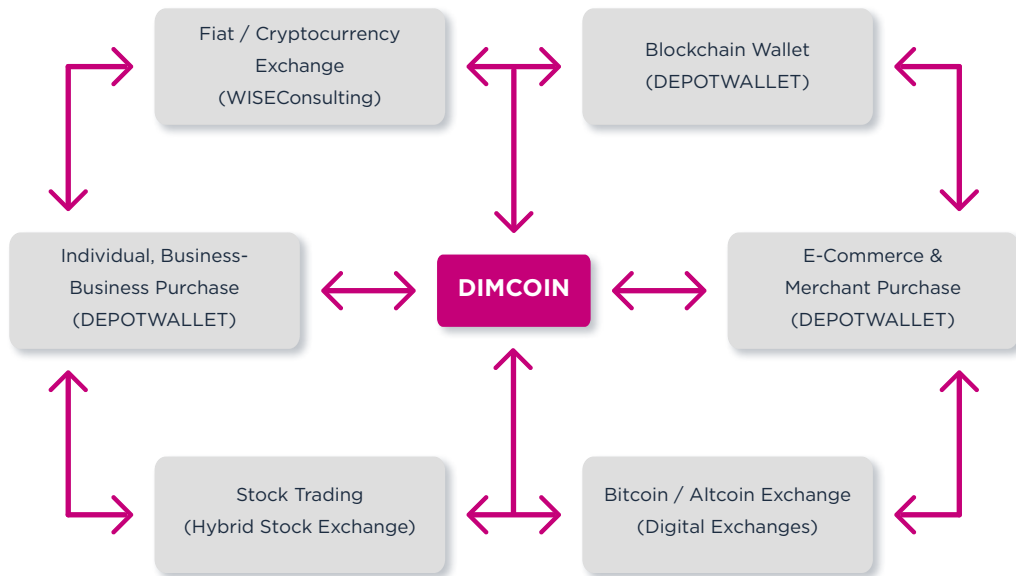 Fiat / Cryptocurrency
Exchange
(WISEConsulting)
Blockchain Wallet
(DEPOTWALLET)
Individual, Business-
Business Purchase
(DEPOTWALLET)
DIMCOIN
E-Commerce &
Merchant Purchase
(DEPOTWALLET)
Stock Trading
(Hybrid Stock Exchange)
Bitcoin / Altcoin Exchange
(Digital Exchanges)